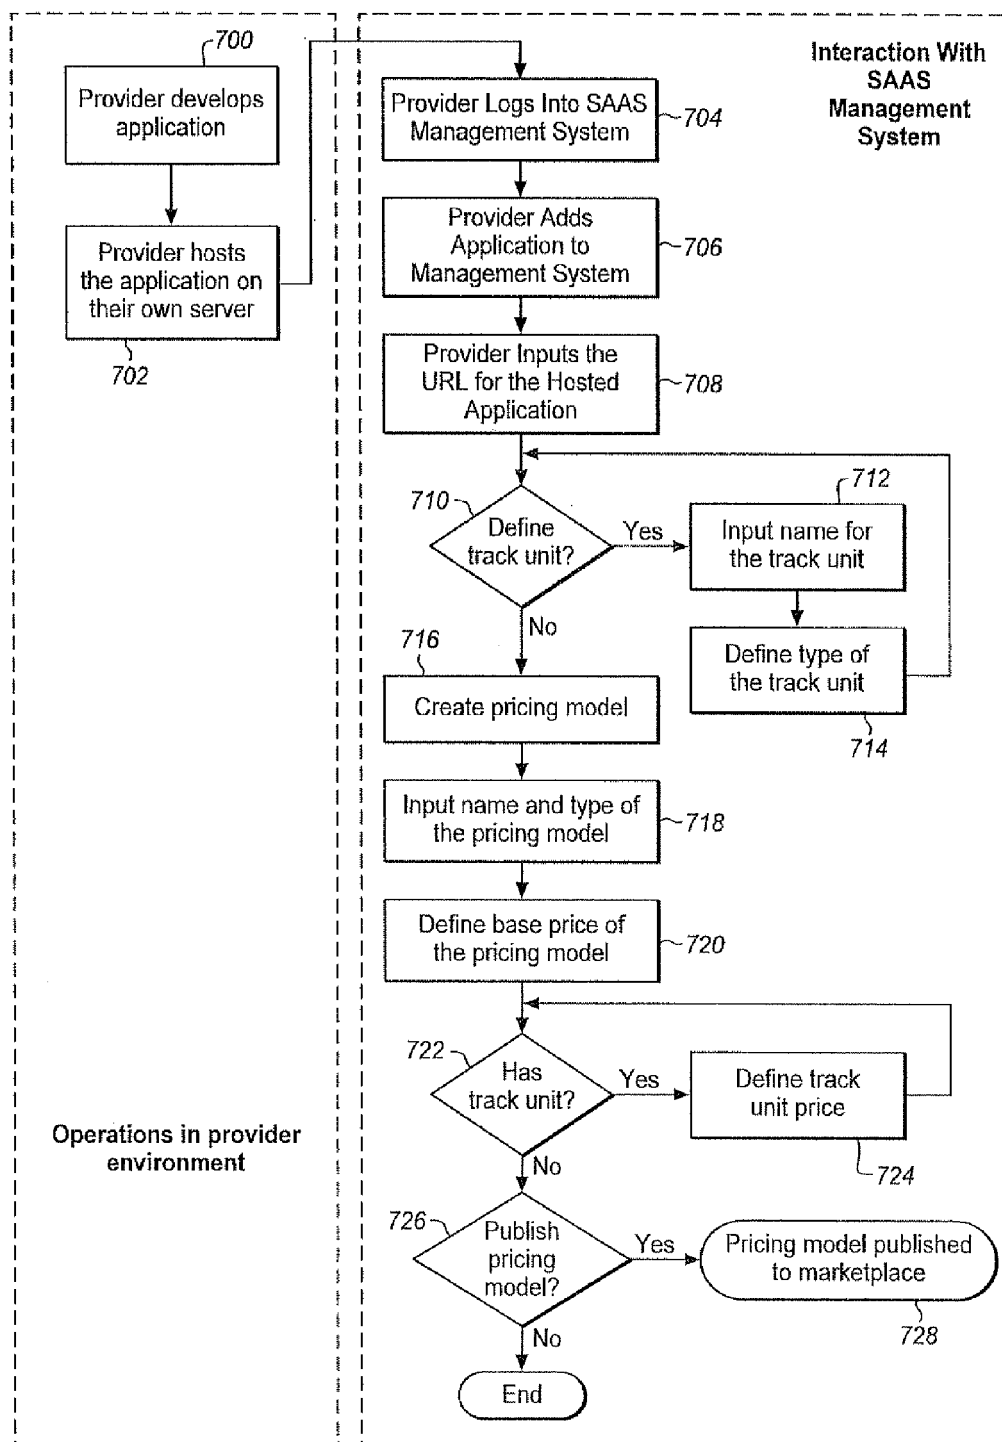 700
Provider develops
application
Provider hosts
the application on
their own server
702
Operations in provider
environment
Interaction With
SAAS
Management
System
Provider Logs Into SAAS
Management System
704
Provider Adds
Application to
Management System
706
Provider Inputs the
URL for the Hosted
Application
708
710
Define
track unit?
Yes
712
Input name for
the track unit
No
Define type of
the track unit
714
716
Create pricing model
Input name and type of
the pricing model
718
Define base price of
the pricing model
720
722
Has
track unit?
Yes
Define track
unit price
724
No
726
Publish
pricing
model?
Yes
Pricing model published
to marketplace
728
No
End